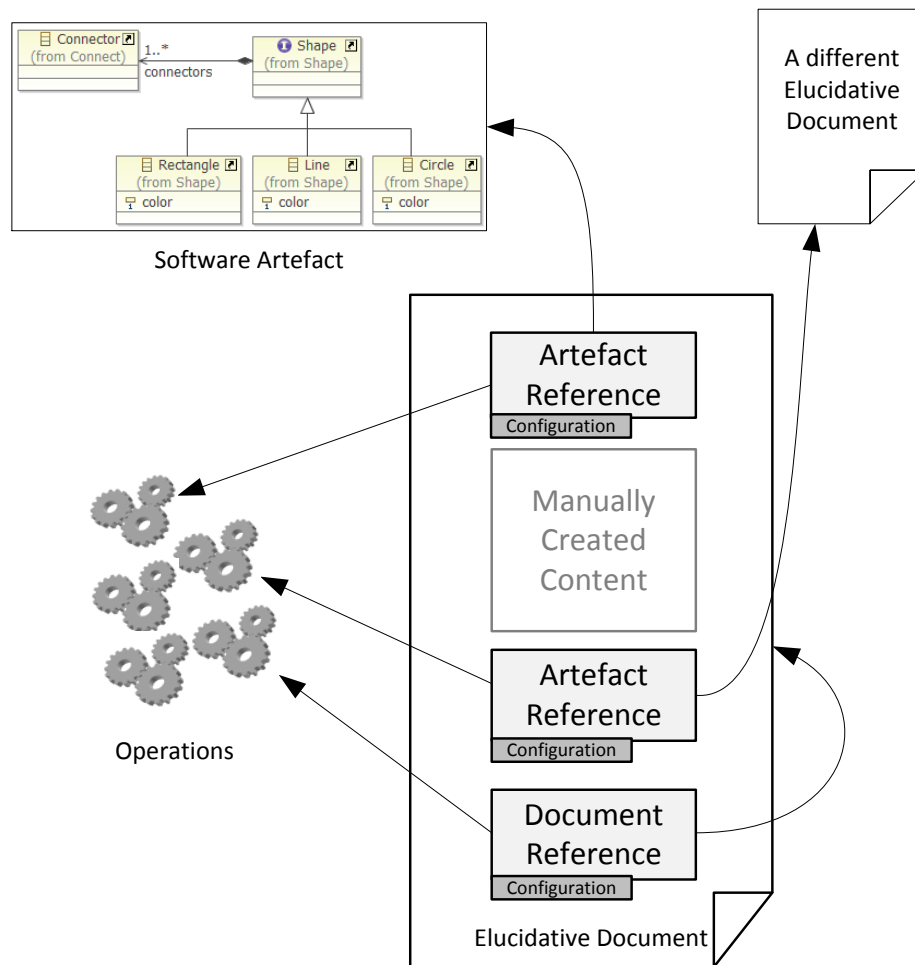 Connector
(from Connect)
1..*
connectors
Shape
(from Shape)
Rectangle
(from Shape)
color
Line
(from Shape)
color
Circle
(from Shape)
color
Software Artefact
A different
Elucidative
Document
Artefact
Reference
Configuration
Manually
Created
Content
Artefact
Reference
Configuration
Document
Reference
Configuration
Operations
Elucidative Document